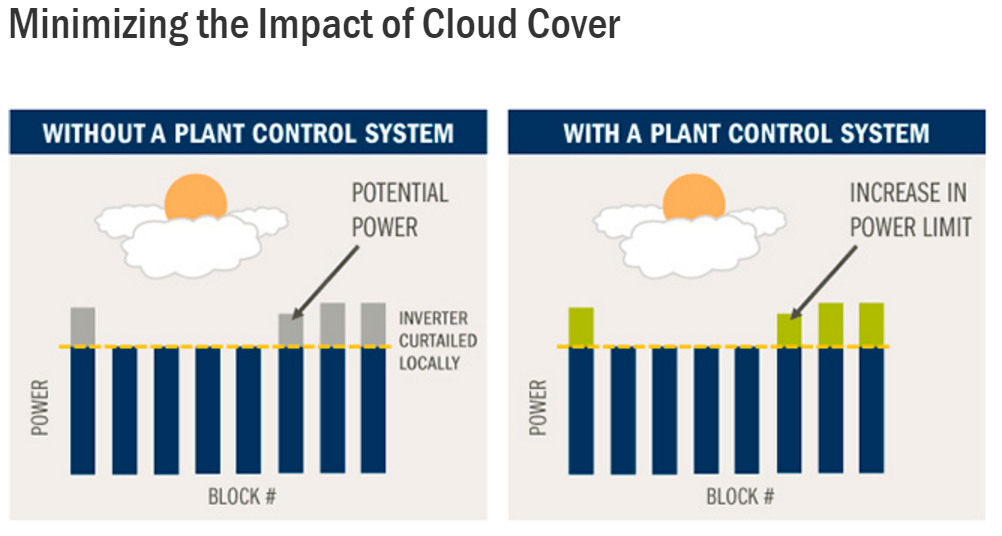 Minimizing the Impact of Cloud Cover
WITHOUT A PLANT CONTROL SYSTEM
POTENTIAL
POWER
INVERTER
CURTAILED
LOCALLY
POWER
BLOCK #
WITH A PLANT CONTROL SYSTEM
INCREASE IN
POWER LIMIT
POWER
BLOCK #